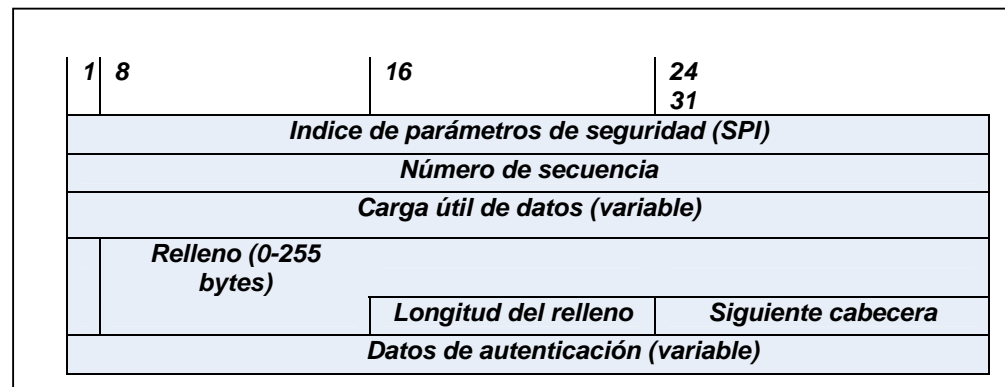 1 8 16 24
31
Indice de parámetros de seguridad (SPI)
Número de secuencia
Carga útil de datos (variable)
Relleno (0-255
bytes)
Longitud del relleno Siguiente cabecera
Datos de autenticación (variable)